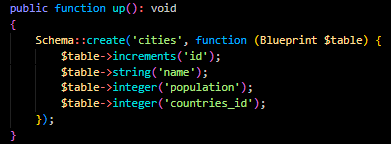 public function up(): void
{
    Schema::create('cities', function (Blueprint $table) {
        $table->increments('id');
        $table->string('name');
        $table->integer('population');
        $table->integer('countries_id');
    });
}